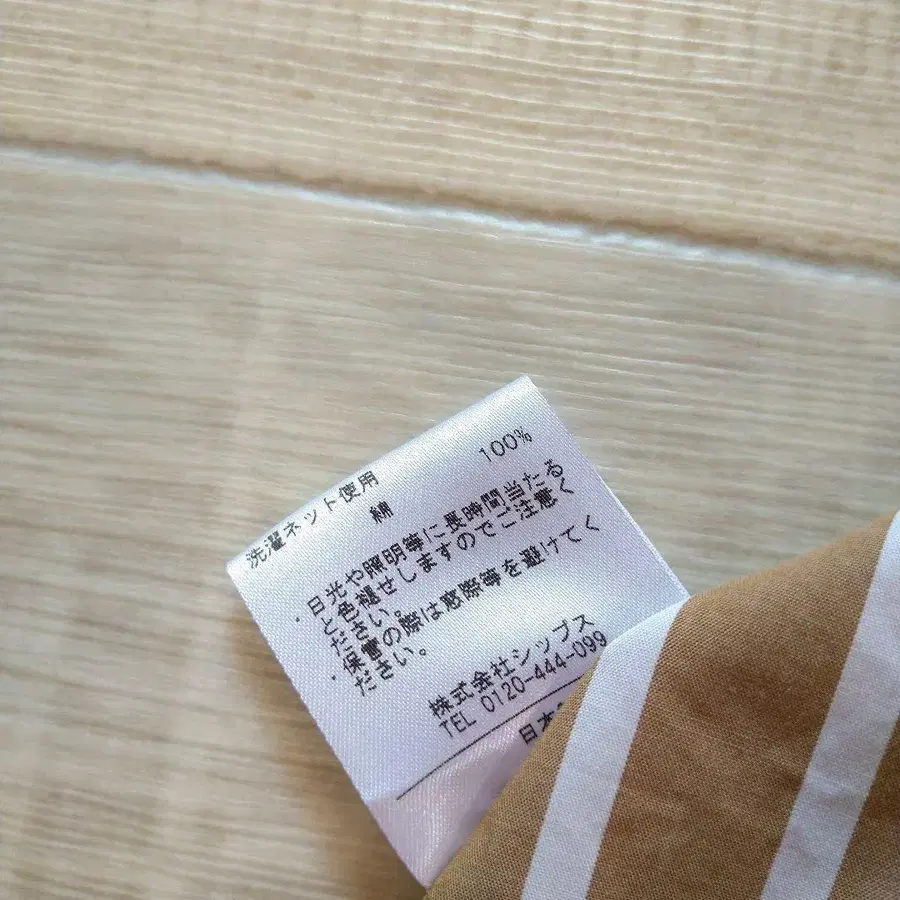 洗濯ネット使用
綿 100%
・日光や照明等に長時間当たる
と色褪せしますのでご注意く
ださい。
・保管の際は窓際等を避けてく
ださい。
株式会社シップス
TEL 0120-444-099
日本